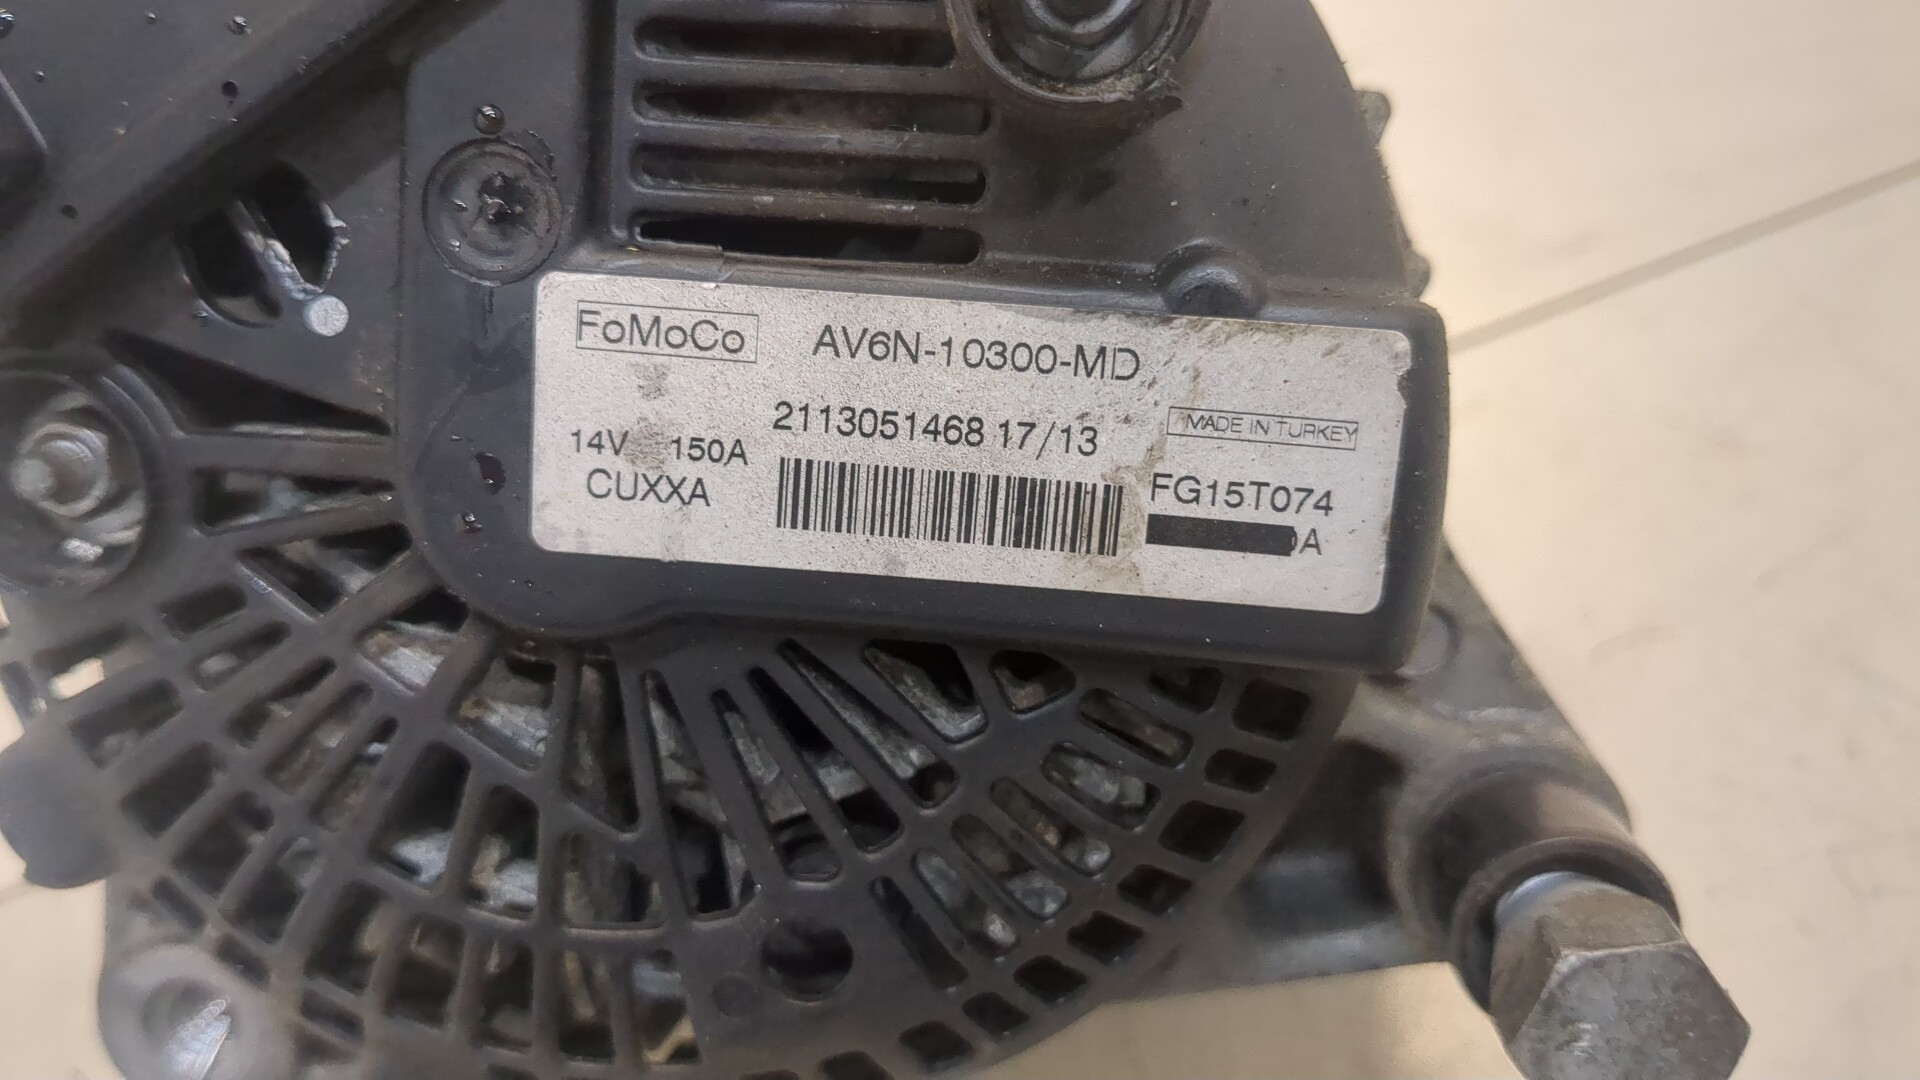 FoMoCo AV6N-10300-MD
2113051468 17/13
MADE IN TURKEY
14V 150A
CUXXA
FG15T074
A